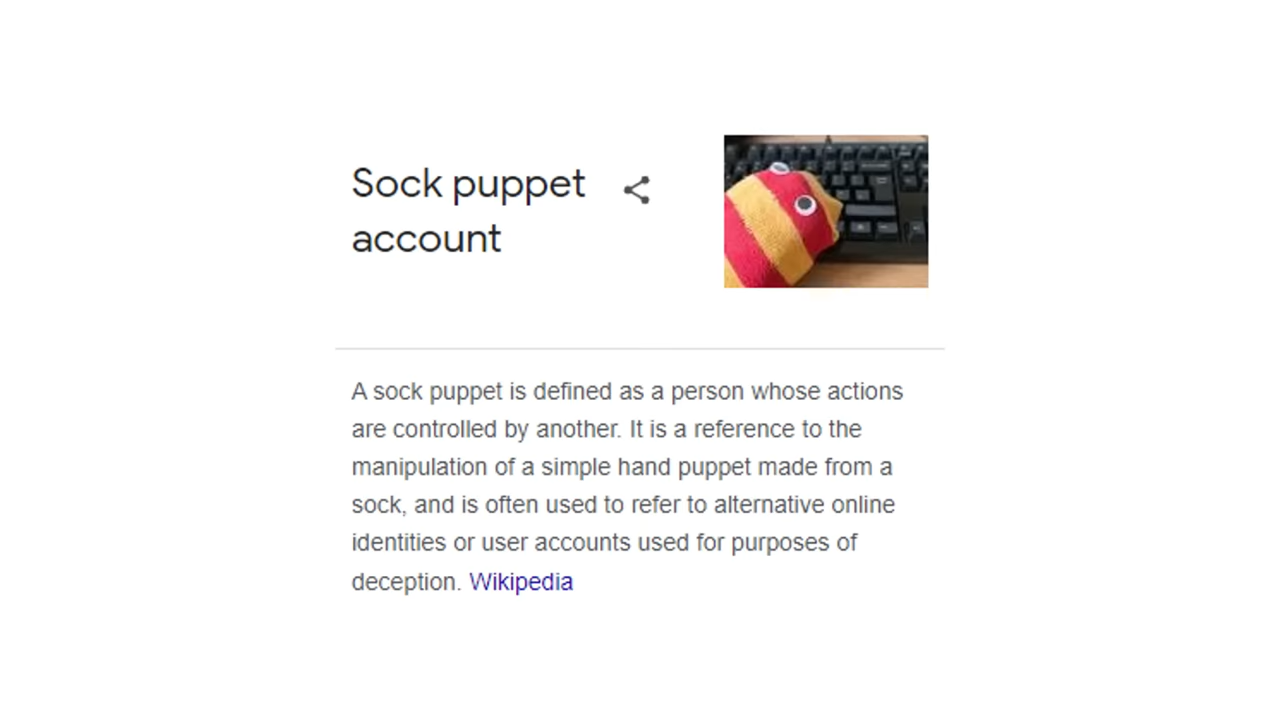 Sock puppet
account
A sock puppet is defined as a person whose actions
are controlled by another. It is a reference to the
manipulation of a simple hand puppet made from a
sock, and is often used to refer to alternative online
identities or user accounts used for purposes of
deception. Wikipedia